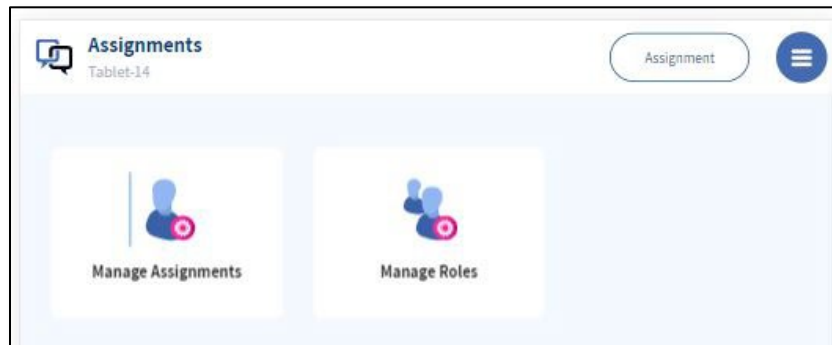 Assignments
Tablet-14
Assignment
Manage Assignments
Manage Roles